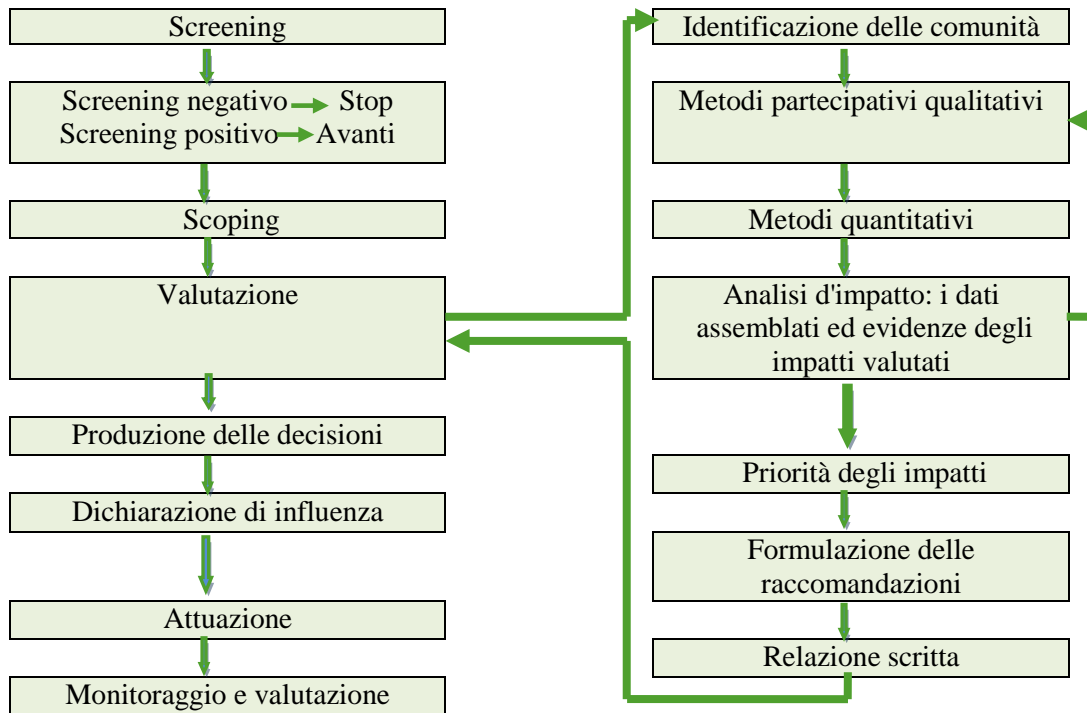 Screening
Screening negativo Stop
Screening positivo Avanti
Scoping
Valutazione
Produzione delle decisioni
Dichiarazione di influenza
Attuazione
Monitoraggio e valutazione
Identificazione delle comunità
Metodi partecipativi qualitativi
Metodi quantitativi
Analisi d'impatto: i dati
assemblati ed evidenze degli
impatti valutati
Priorità degli impatti
Formulazione delle
raccomandazioni
Relazione scritta